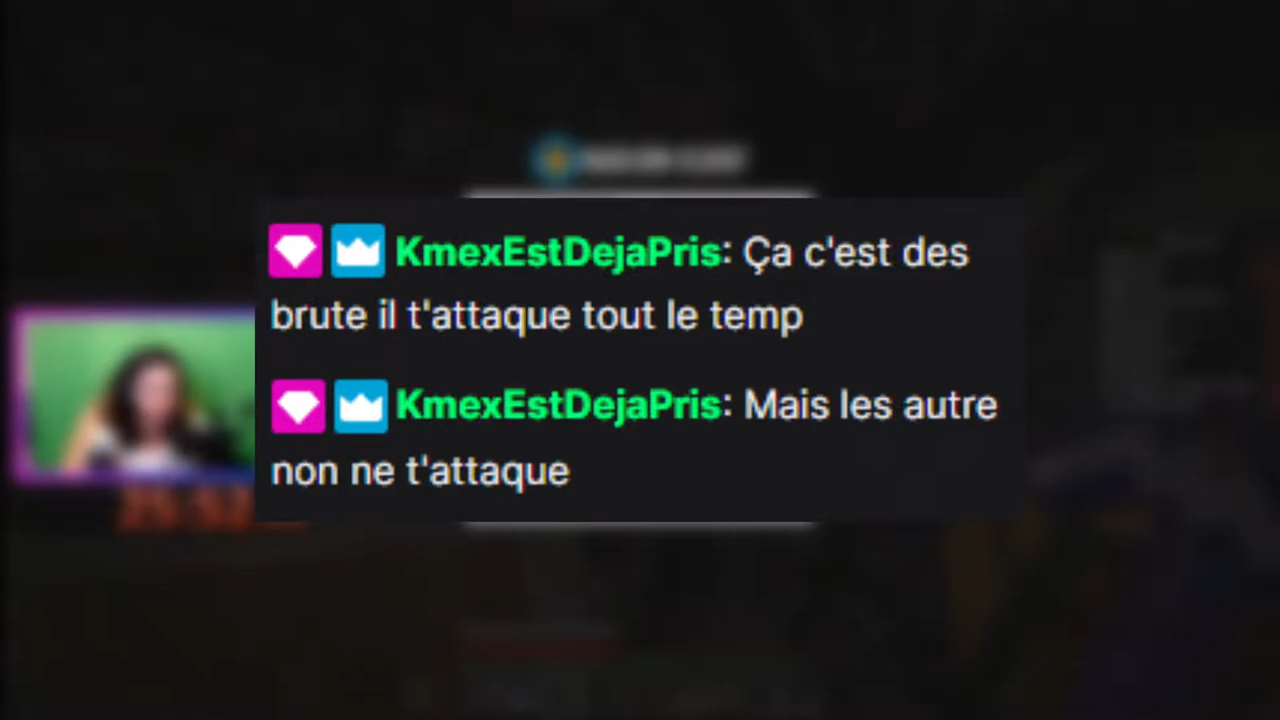 KmexEstDejaPris: Ça c'est des
brute il t'attaque tout le temp
KmexEstDejaPris: Mais les autre
non ne t'attaque